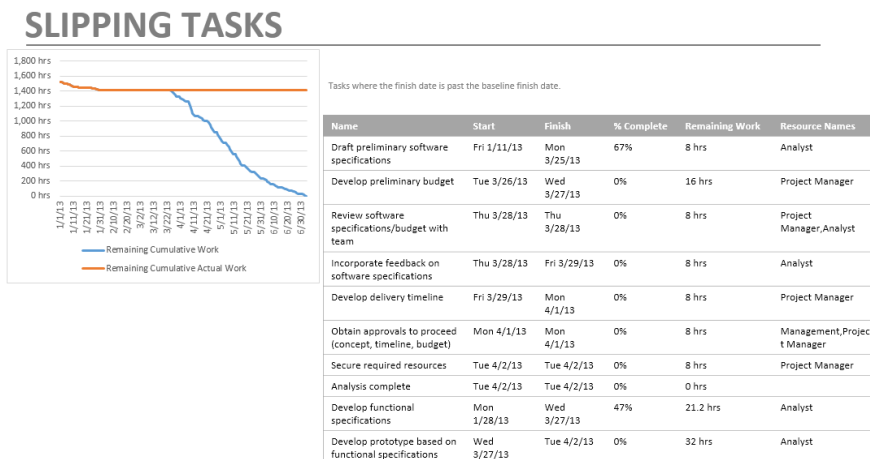 SLIPPING TASKS
1,800 hrs
1,600 hrs
1,400 hrs
1,200 hrs
1,000 hrs
800 hrs
600 hrs
400 hrs
200 hrs
0 hrs
1/1/13
1/11/13
1/21/13
1/31/13
2/10/13
2/20/13
3/2/13
3/12/13
3/22/13
4/1/13
4/11/13
4/21/13
5/1/13
5/11/13
5/21/13
5/31/13
6/10/13
6/20/13
6/30/13
Remaining Cumulative Work
Remaining Cumulative Actual Work
Tasks where the finish date is past the baseline finish date.
Name Start Finish % Complete Remaining Work Resource Names
Draft preliminary software Fri 1/11/13 Mon 67% 8 hrs Analyst
specifications 3/25/13
Develop preliminary budget Tue 3/26/13 Wed 0% 16 hrs Project Manager
3/27/13
Review software Thu 3/28/13 Thu 0% 8 hrs Project
specifications/budget with 3/28/13 Manager,Analyst
team
Incorporate feedback on Thu 3/28/13 Fri 3/29/13 0% 8 hrs Analyst
software specifications
Develop delivery timeline Fri 3/29/13 Mon 0% 8 hrs Project Manager
4/1/13
Obtain approvals to proceed Mon 4/1/13 Mon 0% 8 hrs Management,Projec
(concept, timeline, budget) 4/1/13 t Manager
Secure required resources Tue 4/2/13 Tue 4/2/13 0% 8 hrs Project Manager
Analysis complete Tue 4/2/13 Tue 4/2/13 0% 0 hrs
Develop functional Mon Wed 47% 21.2 hrs Analyst
specifications 1/28/13 3/27/13
Develop prototype based on Wed Tue 4/2/13 0% 32 hrs Analyst
functional specifications 3/27/13